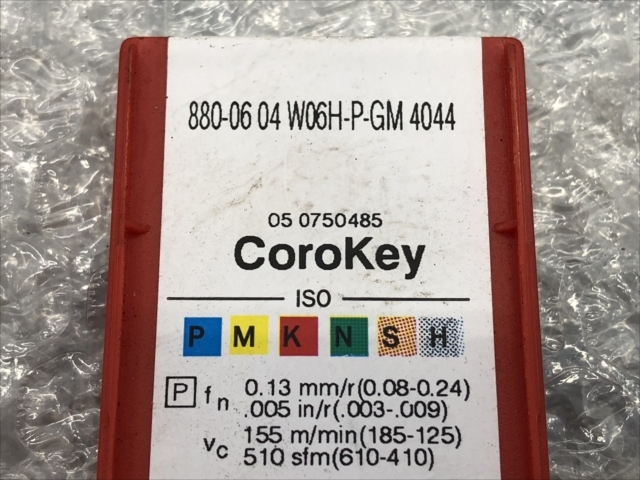 880-06 04 W06H-P-GM 4044
05 0750485
CoroKey
ISO
P M K N S H
P fn 0.13 mm/r(0.08-0.24)
.005 in/r(.003-.009)
vc 155 m/min(185-125)
510 sfm(610-410)